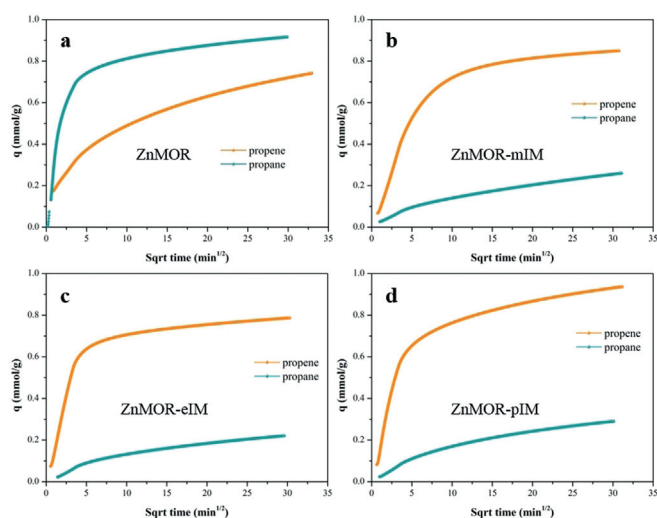 a
ZnMOR
propene
propane
q (mmol/g)
1.0
0.8
0.6
0.4
0.2
0.0
0 5 10 15 20 25 30 35
Sqrt time (min1/2)
b
ZnMOR-mIM
propene
propane
q (mmol/g)
1.0
0.8
0.6
0.4
0.2
0.0
0 5 10 15 20 25 30 35
Sqrt time (min1/2)
c
propene
propane
ZnMOR-eIM
q (mmol/g)
1.0
0.8
0.6
0.4
0.2
0.0
0 5 10 15 20 25 30 35
Sqrt time (min1/2)
d
propene
propane
ZnMOR-pIM
q (mmol/g)
1.0
0.8
0.6
0.4
0.2
0.0
0 5 10 15 20 25 30 35
Sqrt time (min1/2)